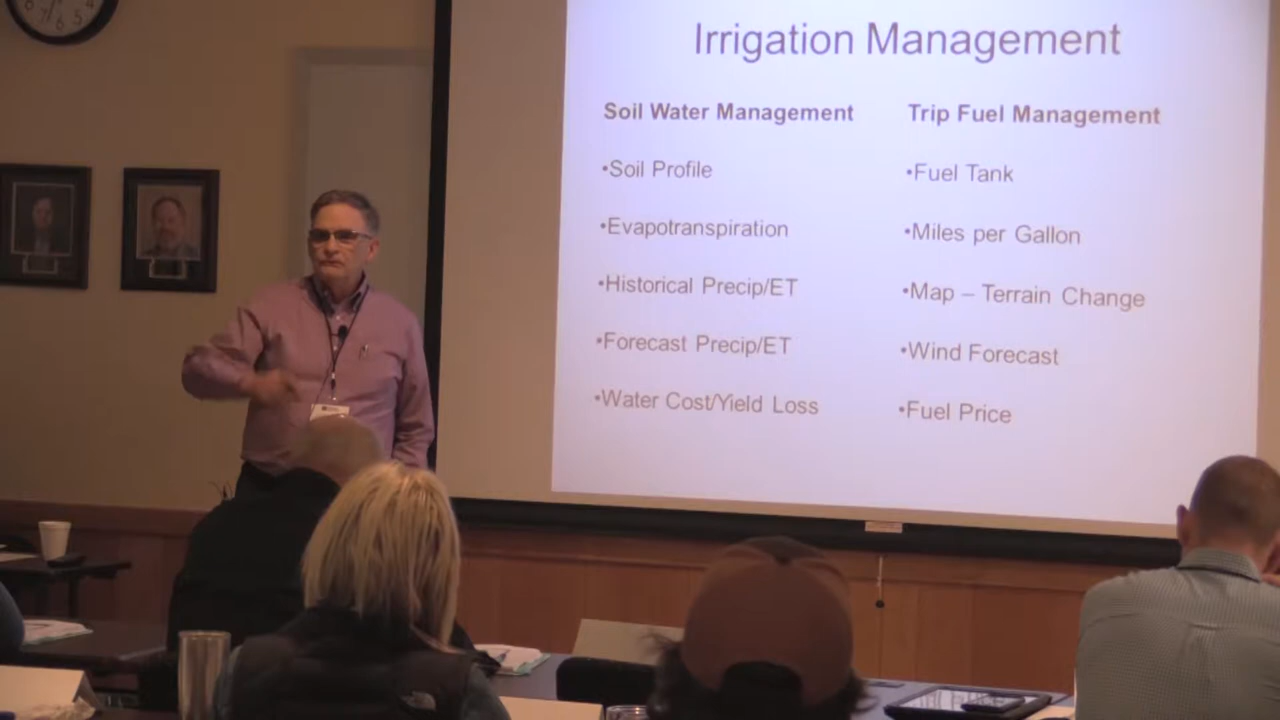 Irrigation Management
Soil Water Management
•Soil Profile
•Evapotranspiration
•Historical Precip/ET
•Forecast Precip/ET
•Water Cost/Yield Loss
Trip Fuel Management
•Fuel Tank
•Miles per Gallon
•Map – Terrain Change
•Wind Forecast
•Fuel Price